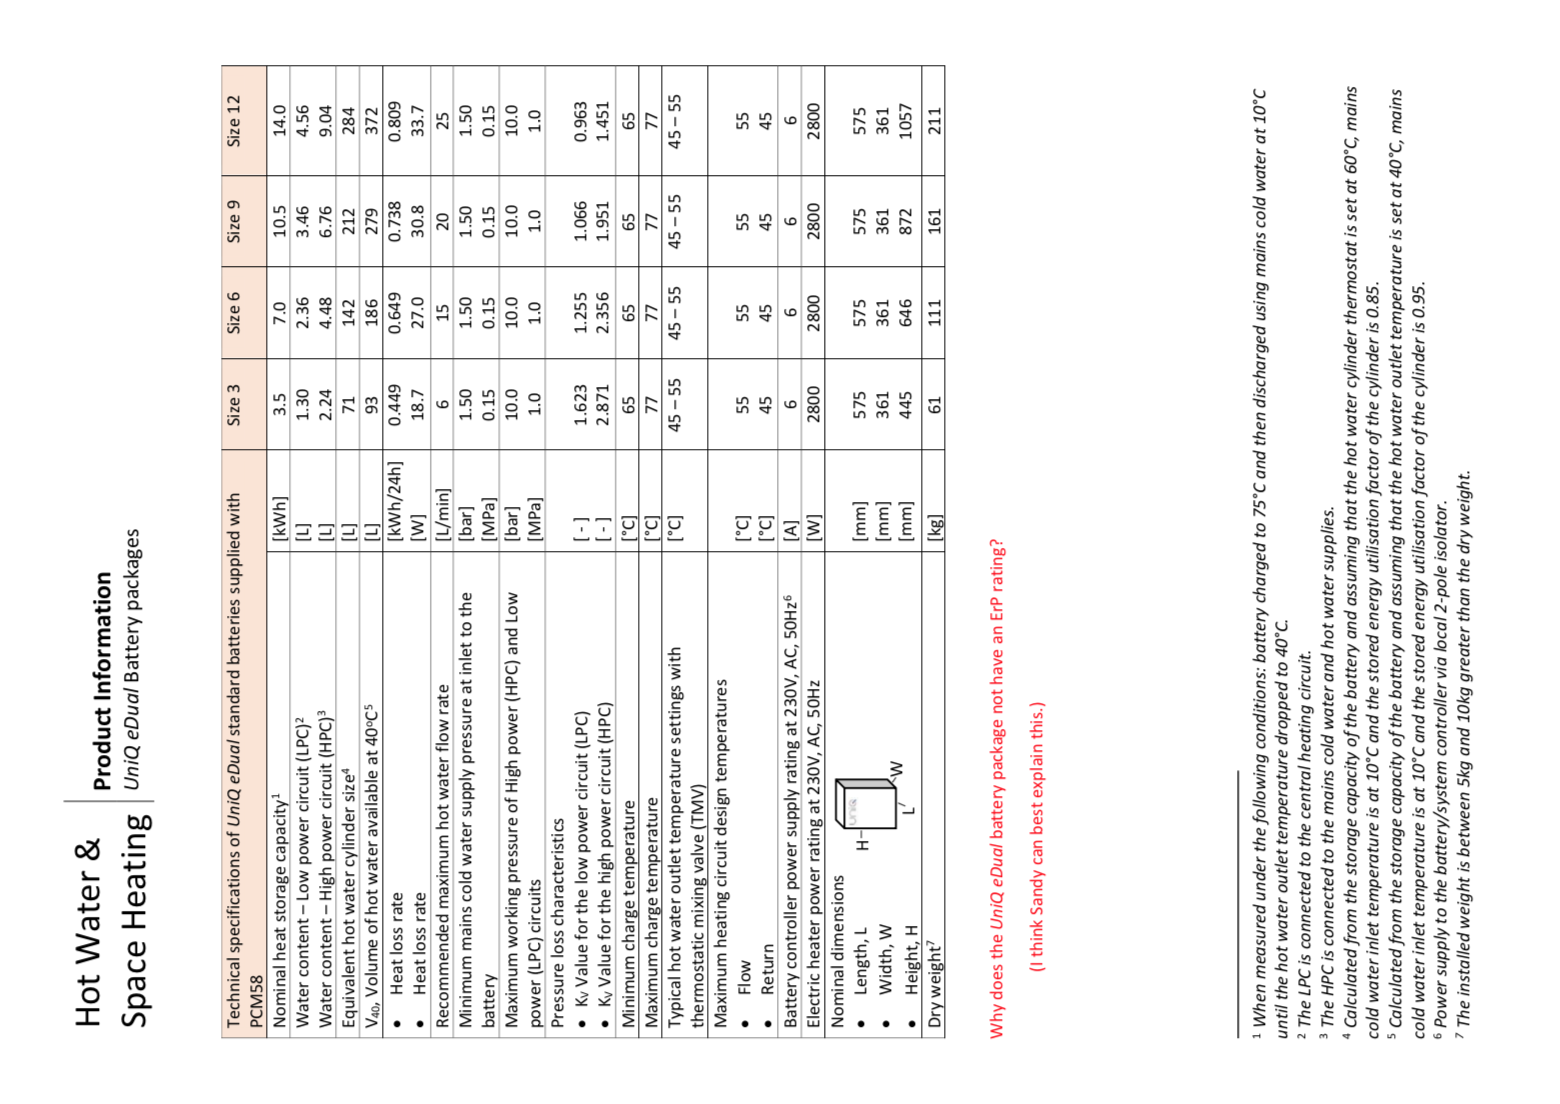 Hot Water &
Space Heating
Product Information
UniQ eDual Battery packages
Technical specifications of UniQ eDual standard batteries supplied with PCM58 Size 3 Size 6 Size 9 Size 12
Nominal heat storage capacity1 [kWh] 3.5 7.0 10.5 14.0
Water content – Low power circuit (LPC)2 [L] 1.30 2.36 3.46 4.56
Water content – High power circuit (HPC)3 [L] 2.24 4.48 6.76 9.04
Equivalent hot water cylinder size4 [L] 71 142 212 284
V40, Volume of hot water available at 40oC5 [L] 93 186 279 372
• Heat loss rate [kWh/24h] 0.449 0.649 0.738 0.809
• Heat loss rate [W] 18.7 27.0 30.8 33.7
Recommended maximum hot water flow rate [L/min] 6 15 20 25
Minimum mains cold water supply pressure at inlet to the [bar] 1.50 1.50 1.50 1.50
battery [MPa] 0.15 0.15 0.15 0.15
Maximum working pressure of High power (HPC) and Low [bar] 10.0 10.0 10.0 10.0
power (LPC) circuits [MPa] 1.0 1.0 1.0 1.0
Pressure loss characteristics
• Kv Value for the low power circuit (LPC) [ - ] 1.623 1.255 1.066 0.963
• Kv Value for the high power circuit (HPC) [ - ] 2.871 2.356 1.951 1.451
Minimum charge temperature [°C] 65 65 65 65
Maximum charge temperature [°C] 77 77 77 77
Typical hot water outlet temperature settings with [°C] 45 – 55 45 – 55 45 – 55 45 – 55
thermostatic mixing valve (TMV)
Maximum heating circuit design temperatures
• Flow [°C] 55 55 55 55
• Return [°C] 45 45 45 45
Battery controller power supply rating at 230V, AC, 50Hz6 [A] 6 6 6 6
Electric heater power rating at 230V, AC, 50Hz [W] 2800 2800 2800 2800
Nominal dimensions
• Length, L [mm] 575 575 575 575
• Width, W [mm] 361 361 361 361
• Height, H [mm] 445 646 872 1057
H
UniQ
L
W
Dry weight7 [kg] 61 111 161 211
Why does the UniQ eDual battery package not have an ErP rating?
(I think Sandy can best explain this.)
1 When measured under the following conditions: battery charged to 75°C and then discharged using mains cold water at 10°C
until the hot water outlet temperature dropped to 40°C.
2 The LPC is connected to the central heating circuit.
3 The HPC is connected to the mains cold water and hot water supplies.
4 Calculated from the storage capacity of the battery and assuming that the hot water cylinder thermostat is set at 60°C, mains
cold water inlet temperature is at 10°C and the stored energy utilisation factor of the cylinder is 0.85.
5 Calculated from the storage capacity of the battery and assuming that the hot water outlet temperature is set at 40°C, mains
cold water inlet temperature is at 10°C and the stored energy utilisation factor of the cylinder is 0.95.
6 Power supply to the battery/system controller via local 2-pole isolator.
7 The installed weight is between 5kg and 10kg greater than the dry weight.